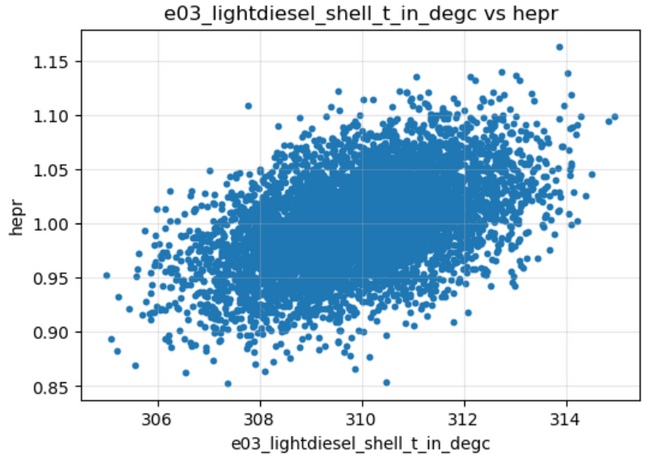 e03_lightdiesel_shell_t_in_degc vs hepr
1.15
1.10
1.05
1.00
0.95
0.90
0.85
hepr
306 308 310 312 314
e03_lightdiesel_shell_t_in_degc